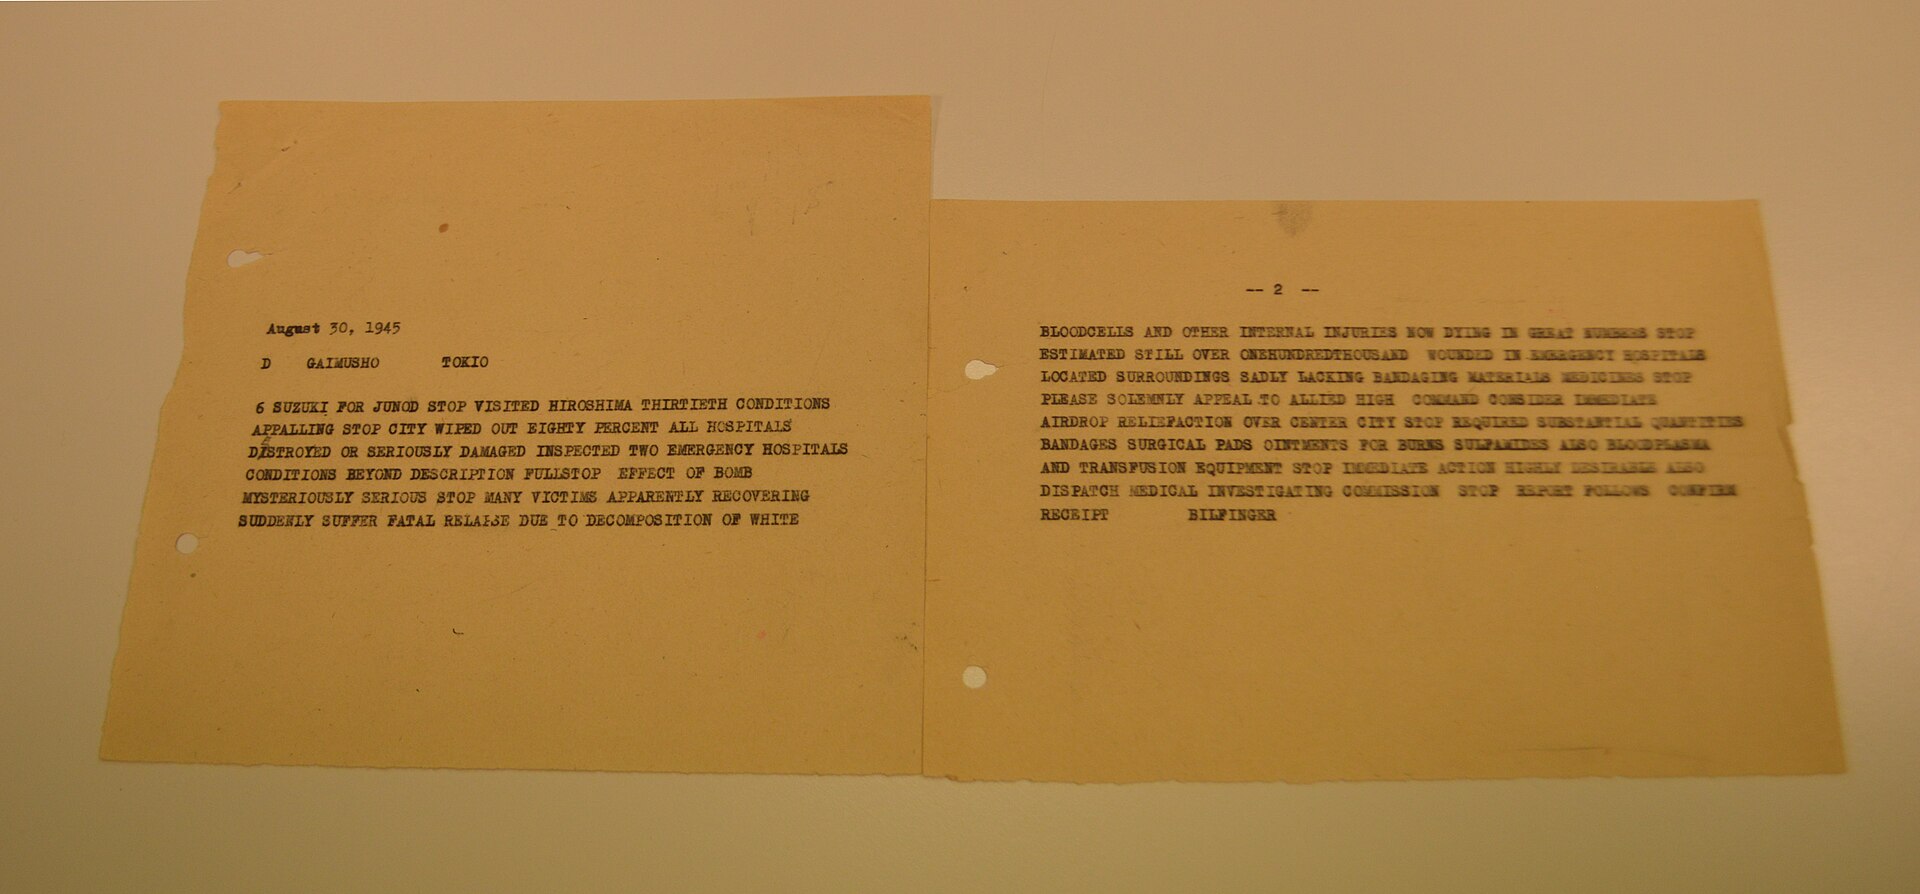 August 30, 1945
D GAIMUSHO TOKIO
6 SUZUKI FOR JUNOD STOP VISITED HIROSHIMA THIRTIETH CONDITIONS
APPALLING STOP CITY WIPED OUT EIGHTY PERCENT ALL HOSPITALS
DESTROYED OR SERIOUSLY DAMAGED INSPECTED TWO EMERGENCY HOSPITALS
CONDITIONS BEYOND DESCRIPTION FULLSTOP EFFECT OF BOMB
MYSTERIOUSLY SERIOUS STOP MANY VICTIMS APPARENTLY RECOVERING
SUDDENLY SUFFER FATAL RELAPSE DUE TO DECOMPOSITION OF WHITE
-- 2 --
BLOODCELLS AND OTHER INTERNAL INJURIES NOW DYING IN GREAT NUMBERS STOP
ESTIMATED STILL OVER ONEHUNDREDTHOUSAND WOUNDED IN EMERGENCY HOSPITALS
LOCATED SURROUNDINGS SADLY LACKING BANDAGING MATERIALS MEDICINES STOP
PLEASE SOLEMNLY APPEAL TO ALLIED HIGH COMMAND CONSIDER IMMEDIATE
AIRDROP RELIEFACTION OVER CENTER CITY STOP REQUIRED SUBSTANTIAL QUANTITIES
BANDAGES SURGICAL PADS OINTMENTS FOR BURNS SULFAMIDES ALSO BLOODPLASMA
AND TRANSFUSION EQUIPMENT STOP IMMEDIATE ACTION HIGHLY DESIRABLE ALSO
DISPATCH MEDICAL INVESTIGATING COMMISSION STOP REPORT FOLLOWS CONFIRM
RECEIPT BILFINGER